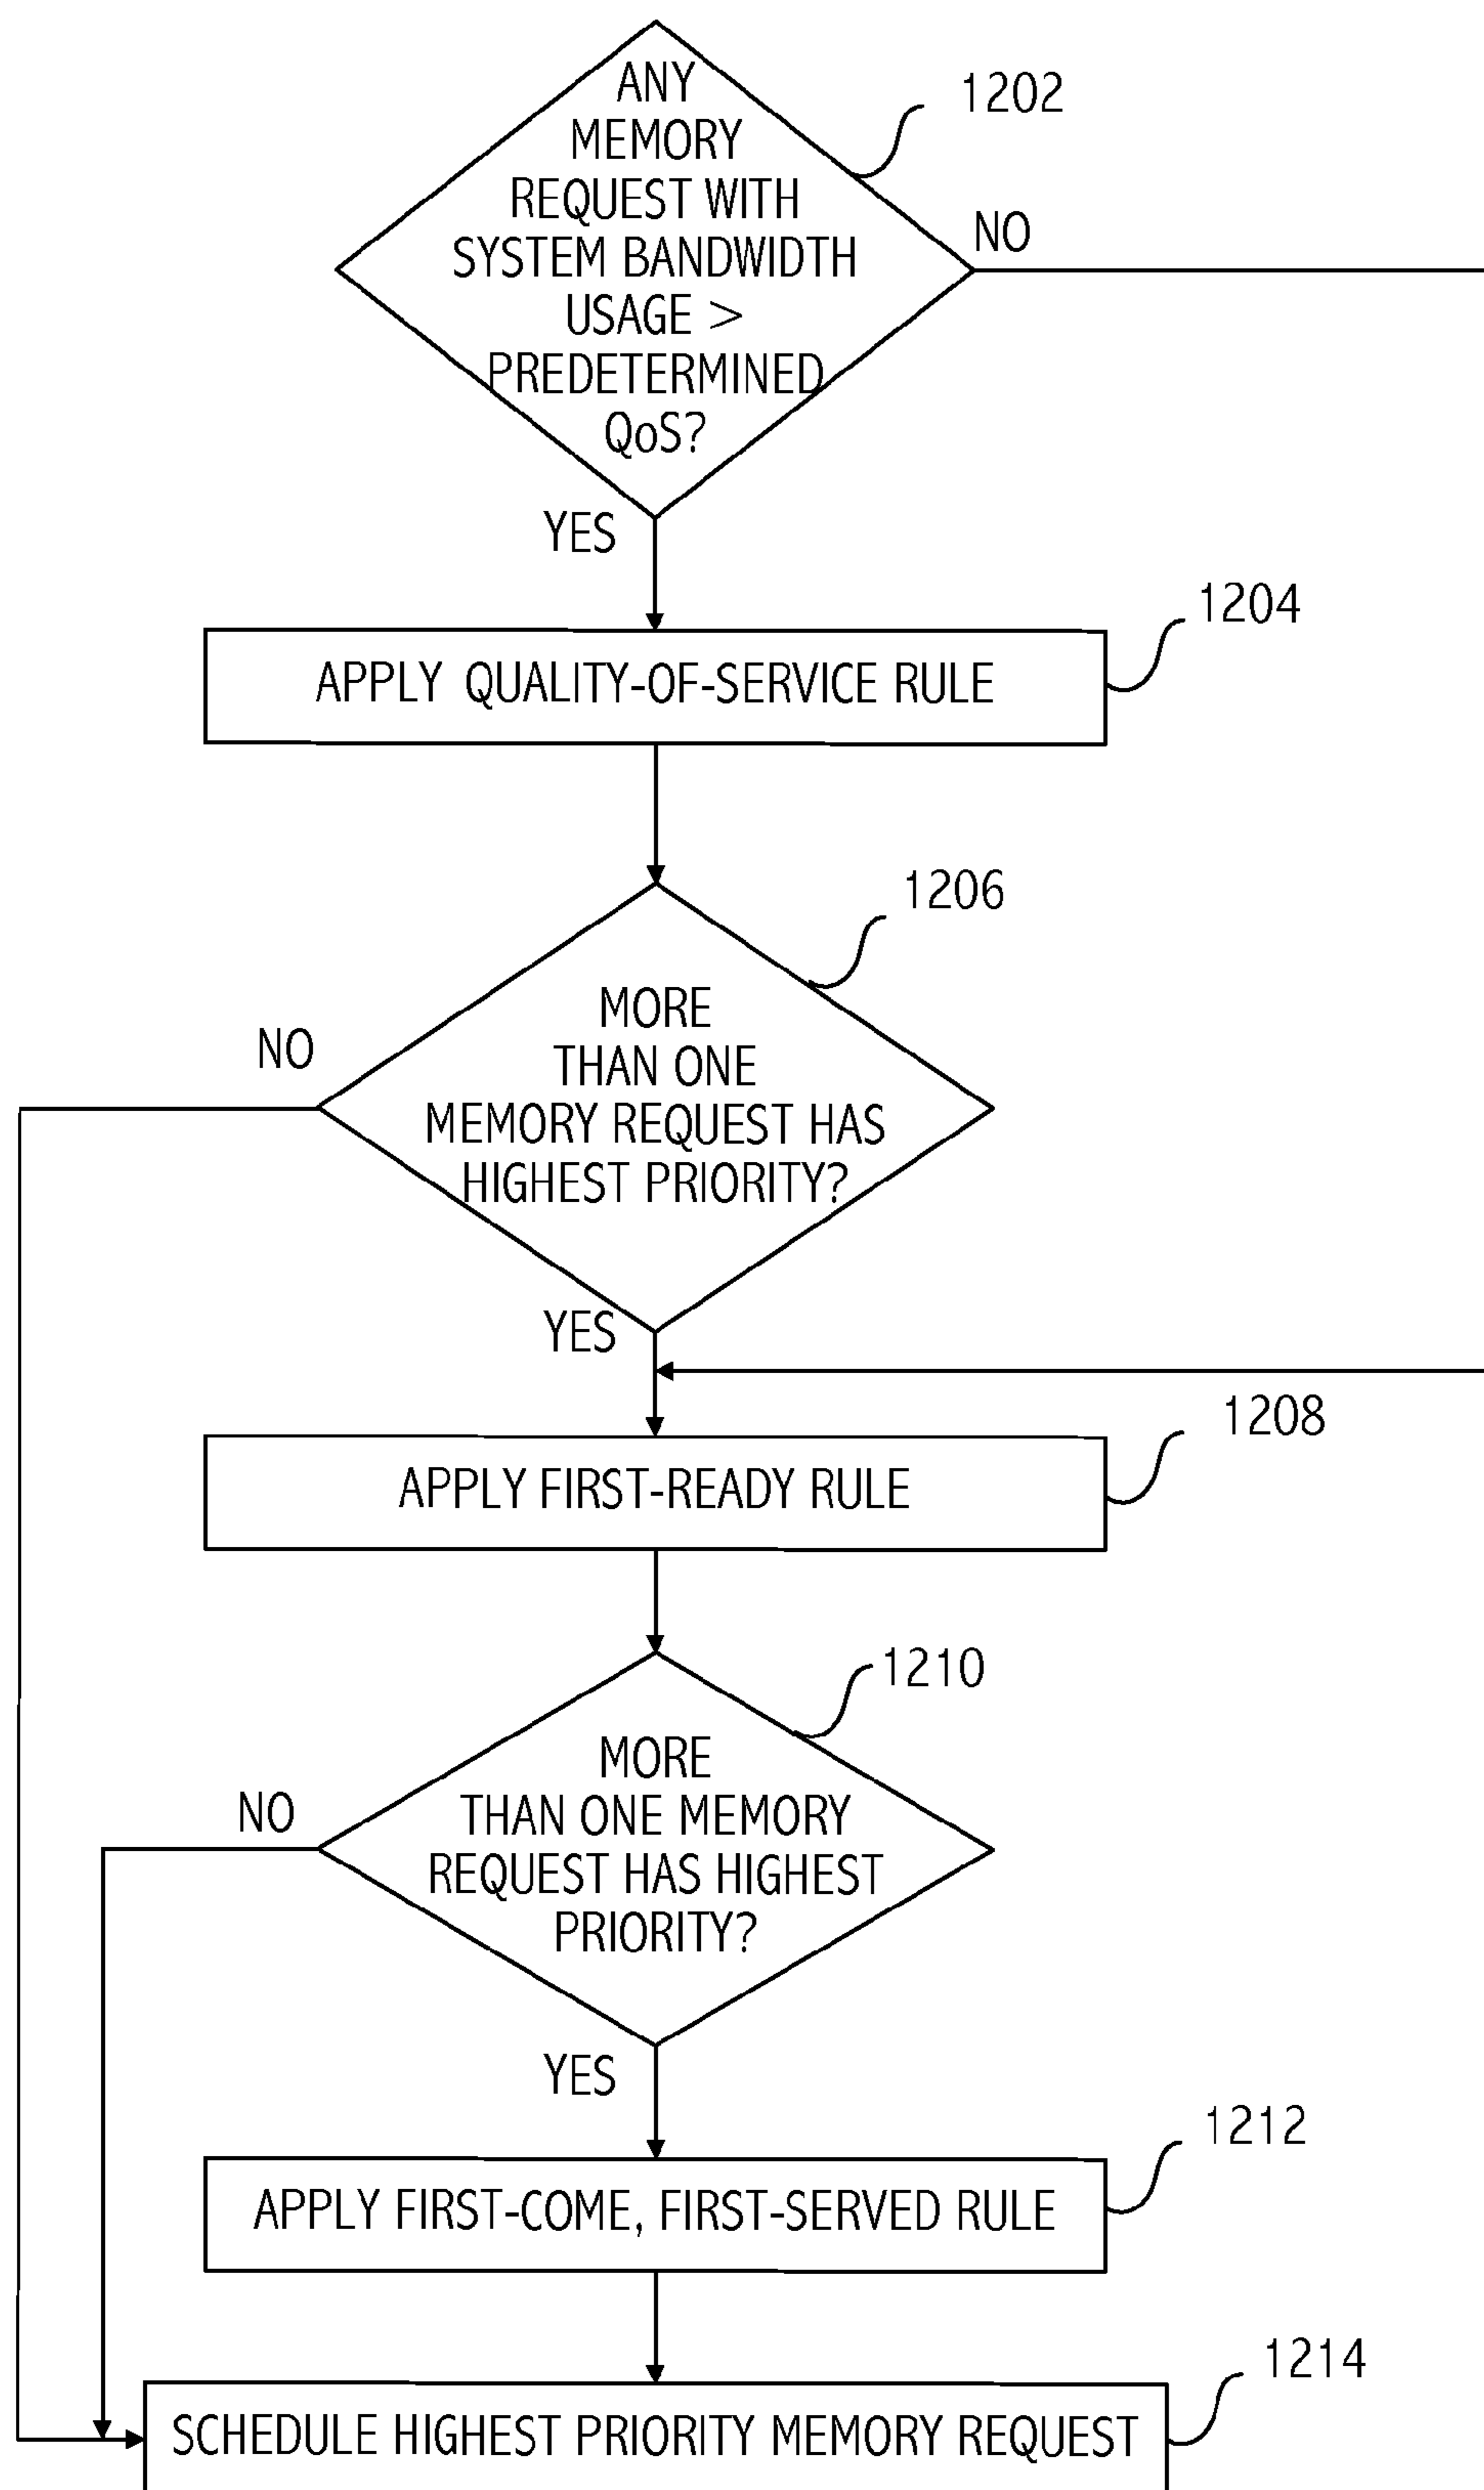 ANY
MEMORY
REQUEST WITH
SYSTEM BANDWIDTH
USAGE >
PREDETERMINED
QoS?
1202
NO
YES
1204
APPLY QUALITY-OF-SERVICE RULE
1206
MORE
THAN ONE
MEMORY REQUEST HAS
HIGHEST PRIORITY?
NO
YES
1208
APPLY FIRST-READY RULE
1210
MORE
THAN ONE MEMORY
REQUEST HAS HIGHEST
PRIORITY?
NO
YES
1212
APPLY FIRST-COME, FIRST-SERVED RULE
1214
SCHEDULE HIGHEST PRIORITY MEMORY REQUEST